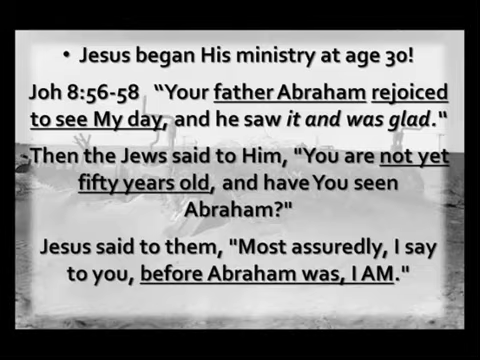 • Jesus began His ministry at age 30!
Joh 8:56-58 “Your father Abraham rejoiced
to see My day, and he saw it and was glad."
Then the Jews said to Him, "You are not yet
fifty years old, and have You seen
Abraham?"
Jesus said to them, "Most assuredly, I say
to you, before Abraham was, I AM."